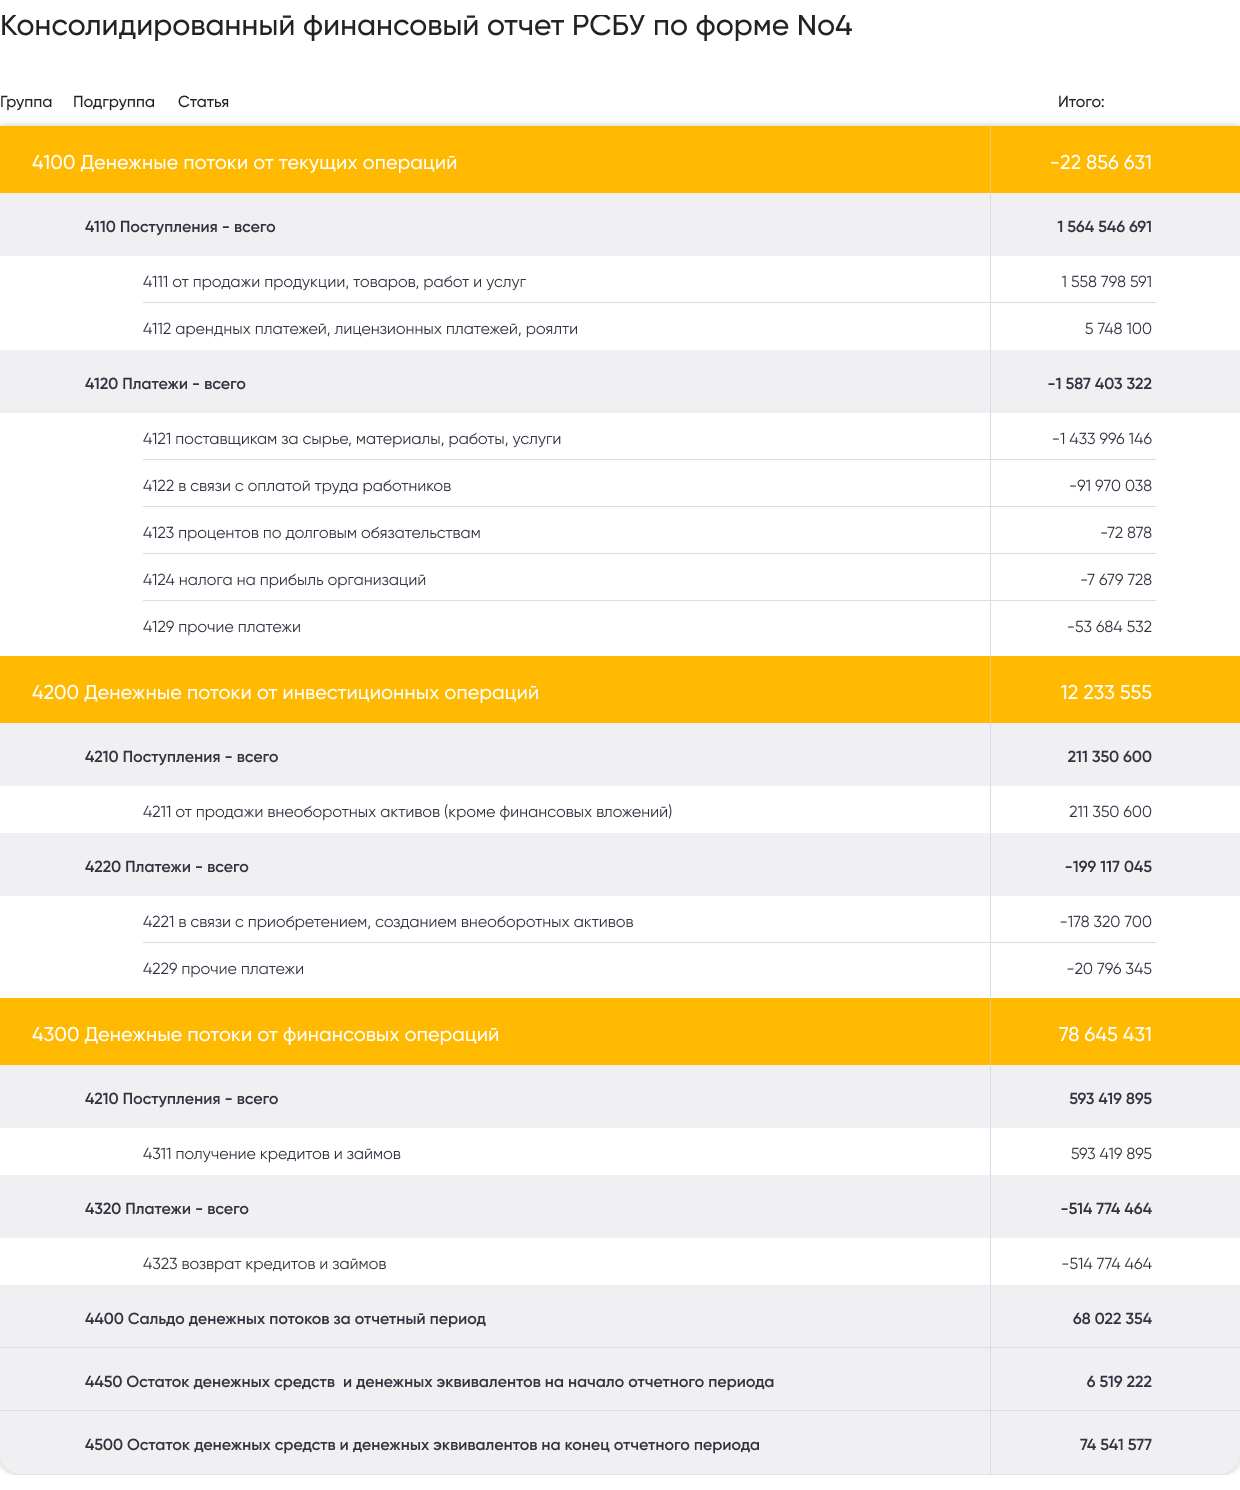 Консолидированный финансовый отчет РСБУ по форме No4
Группа Подгруппа Статья Итого:
4100 Денежные потоки от текущих операций -22 856 631
4110 Поступления - всего 1 564 546 691
4111 от продажи продукции, товаров, работ и услуг 1 558 798 591
4112 арендных платежей, лицензионных платежей, роялти 5 748 100
4120 Платежи - всего -1 587 403 322
4121 поставщикам за сырье, материалы, работы, услуги -1 433 996 146
4122 в связи с оплатой труда работников -91 970 038
4123 процентов по долговым обязательствам -72 878
4124 налога на прибыль организаций -7 679 728
4129 прочие платежи -53 684 532
4200 Денежные потоки от инвестиционных операций 12 233 555
4210 Поступления - всего 211 350 600
4211 от продажи внеоборотных активов (кроме финансовых вложений) 211 350 600
4220 Платежи - всего -199 117 045
4221 в связи с приобретением, созданием внеоборотных активов -178 320 700
4229 прочие платежи -20 796 345
4300 Денежные потоки от финансовых операций 78 645 431
4210 Поступления - всего 593 419 895
4311 получение кредитов и займов 593 419 895
4320 Платежи - всего -514 774 464
4323 возврат кредитов и займов -514 774 464
4400 Сальдо денежных потоков за отчетный период 68 022 354
4450 Остаток денежных средств  и денежных эквивалентов на начало отчетного периода 6 519 222
4500 Остаток денежных средств и денежных эквивалентов на конец отчетного периода 74 541 577